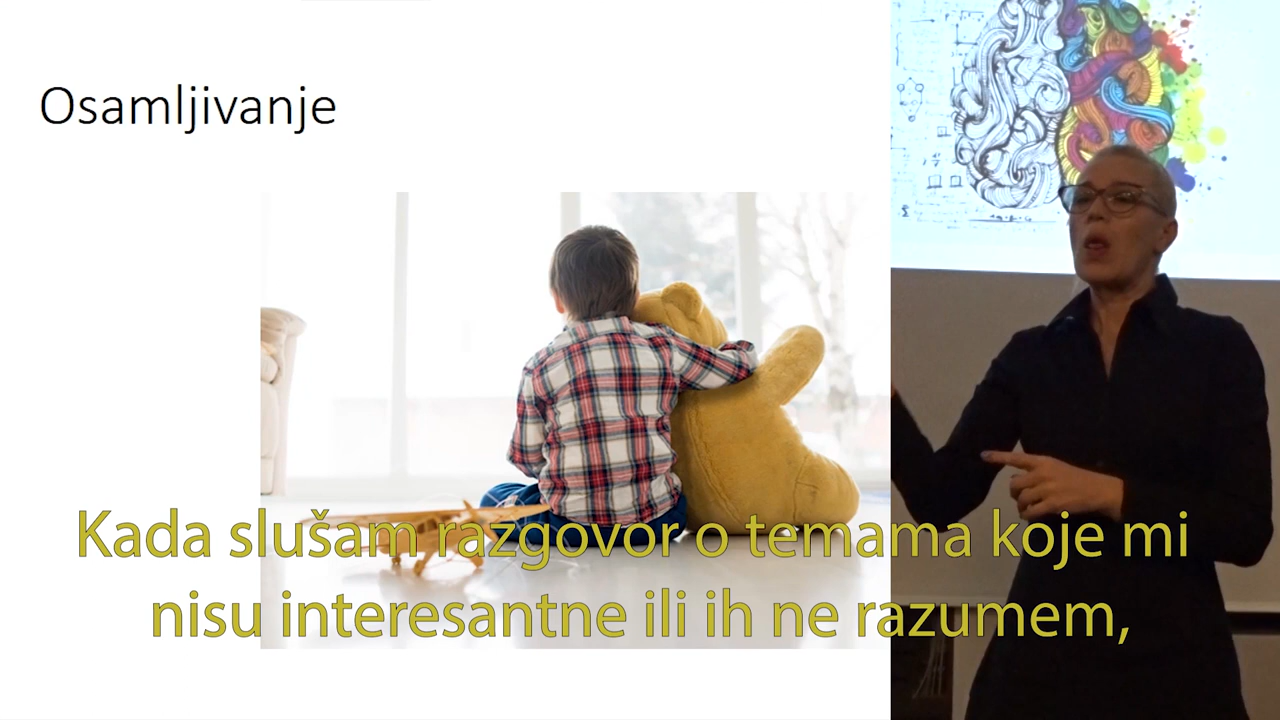 Osamljivanje
Kada slušam razgovor o temama koje mi
nisu interesantne ili ih ne razumem,